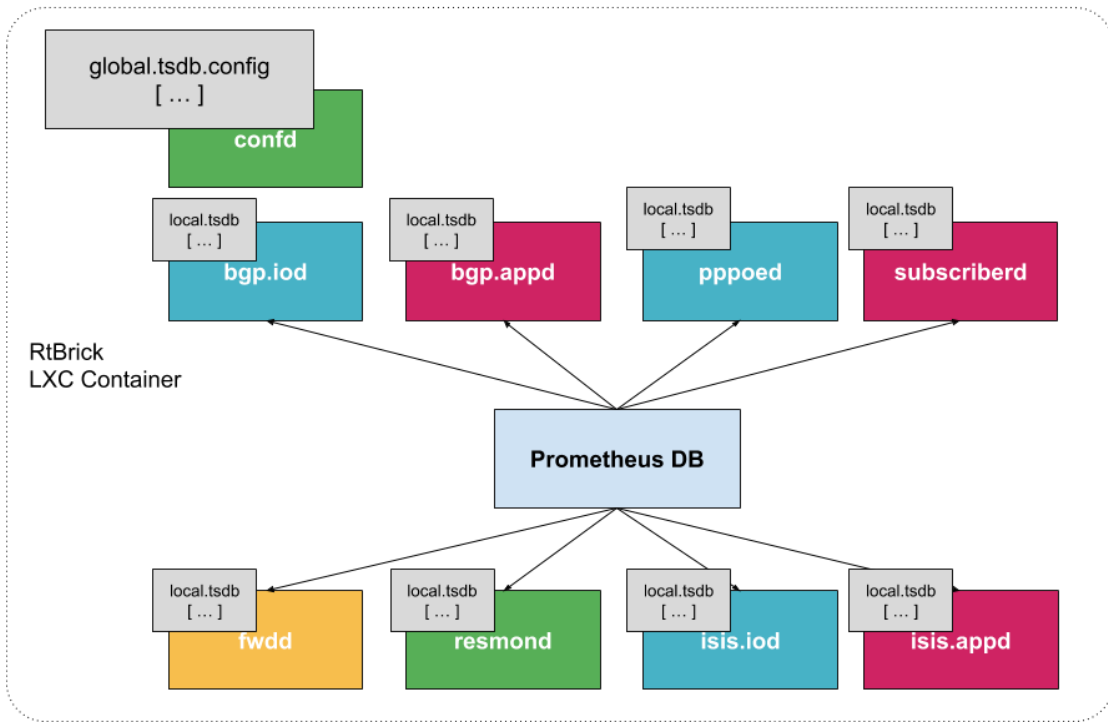 global.tsdb.config
[ ... ]
confd
local.tsdb
[ ... ]
bgp.iod
local.tsdb
[ ... ]
bgp.appd
local.tsdb
[ ... ]
pppoed
local.tsdb
[ ... ]
subscriberd
RtBrick
LXC Container
Prometheus DB
local.tsdb
[ ... ]
fwdd
local.tsdb
[ ... ]
resmond
local.tsdb
[ ... ]
isis.iod
local.tsdb
[ ... ]
isis.appd